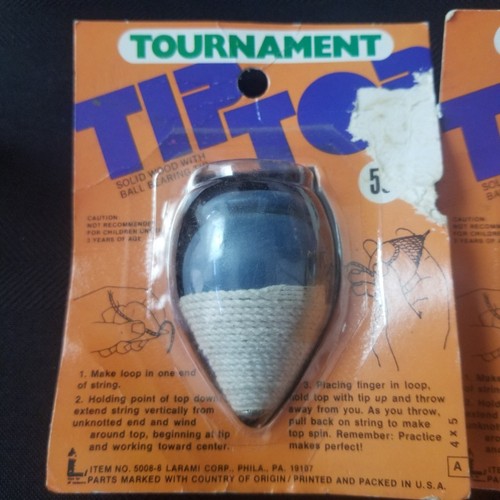 TOURNAMENT
TIP TOP
SOLID WOOD WITH
BALL BEARING TIP
5
CAUTION:
NOT RECOMMENDED
FOR CHILDREN UN
3 YEARS OF AGE
1. Make loop in one end
of string.
2. Holding point of top down
extend string vertically from
unknotted end and wind
around top, beginning at tip
and working toward center.
3. Placing finger in loop,
hold top with tip up and throw
away from you. As you throw,
pull back on string to make
top spin. Remember: Practice
makes perfect!
4 x 5
A
L
ITEM NO. 5008-8 LARAMI CORP., PHILA., PA. 19107
PARTS MARKED WITH COUNTRY OF ORIGIN / PRINTED AND PACKED IN U.S.A.